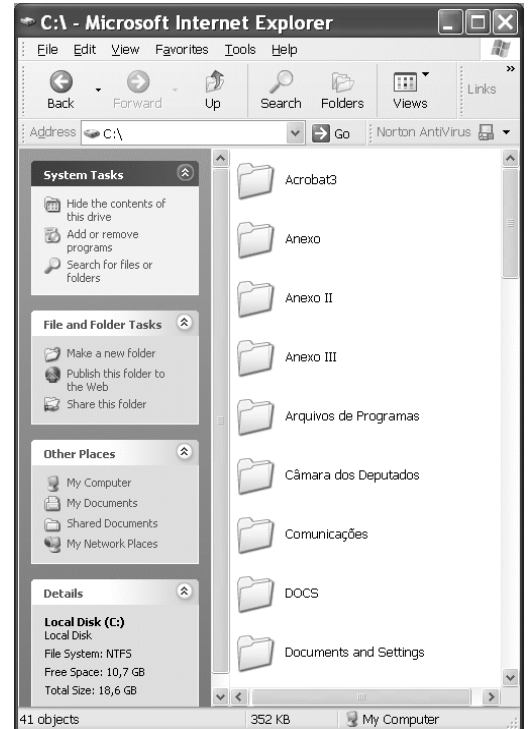 C:\ - Microsoft Internet Explorer
File Edit View Favorites Tools Help
Back Forward Up Search Folders Views Links »
Address C:\ Go Norton AntiVirus
System Tasks
Hide the contents of
this drive
Add or remove
programs
Search for files or
folders
File and Folder Tasks
Make a new folder
Publish this folder to
the Web
Share this folder
Other Places
My Computer
My Documents
Shared Documents
My Network Places
Details
Local Disk (C:)
Local Disk
File System: NTFS
Free Space: 10,7 GB
Total Size: 18,6 GB
Acrobat3
Anexo
Anexo II
Anexo III
Arquivos de Programas
Câmara dos Deputados
Comunicações
DOCS
Documents and Settings
41 objects 352 KB My Computer